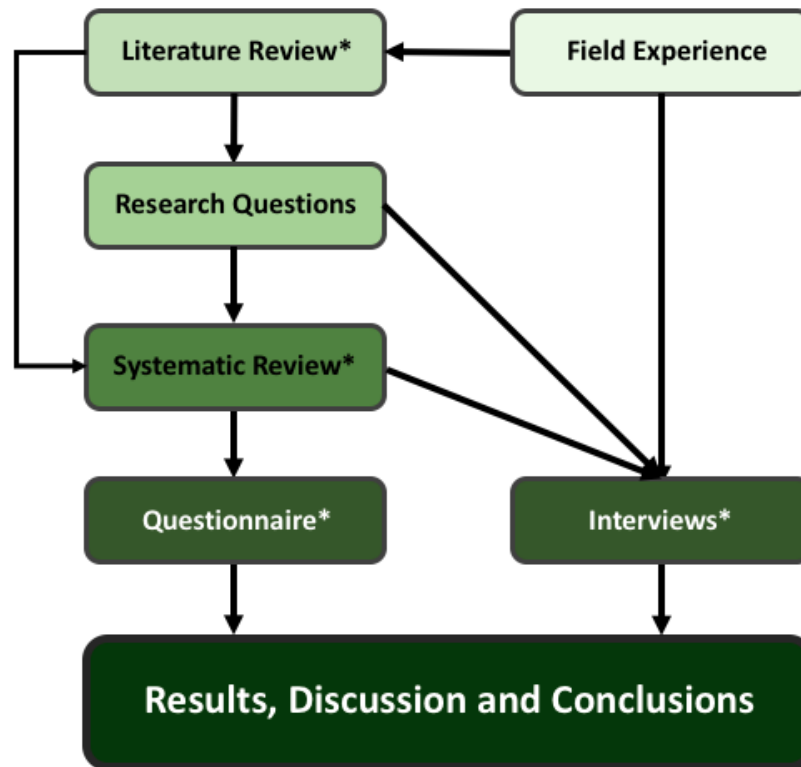 Literature Review*
Field Experience
Research Questions
Systematic Review*
Questionnaire*
Interviews*
Results, Discussion and Conclusions